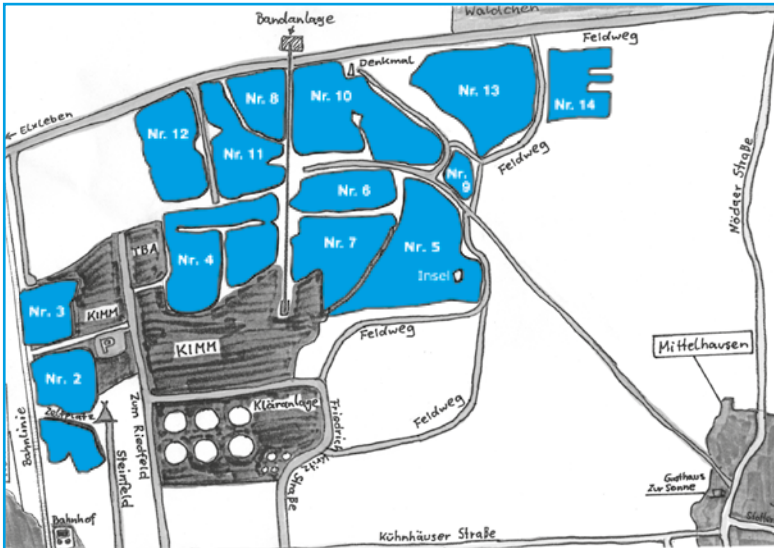 Wäldchen
Bandanlage
Feldweg
Denkmal
← Elxleben
Nr. 8
Nr. 10
Nr. 13
Nr. 14
Nr. 12
Nr. 11
Feldweg
Nödaer Straße
Nr. 6
Nr. 9
TBA
Nr. 4
Nr. 7
Nr. 5
Insel
Nr. 3
KIMM
P
KIMM
Feldweg
Mittelhausen
Nr. 2
Zeltplatz
Kläranlage
Feldweg
Bahnlinie
Steinfeld
Zum Riedfeld
Friedrich
Straße
Gasthaus
Zur Sonne
Bahnhof
Kühnhäuser Straße